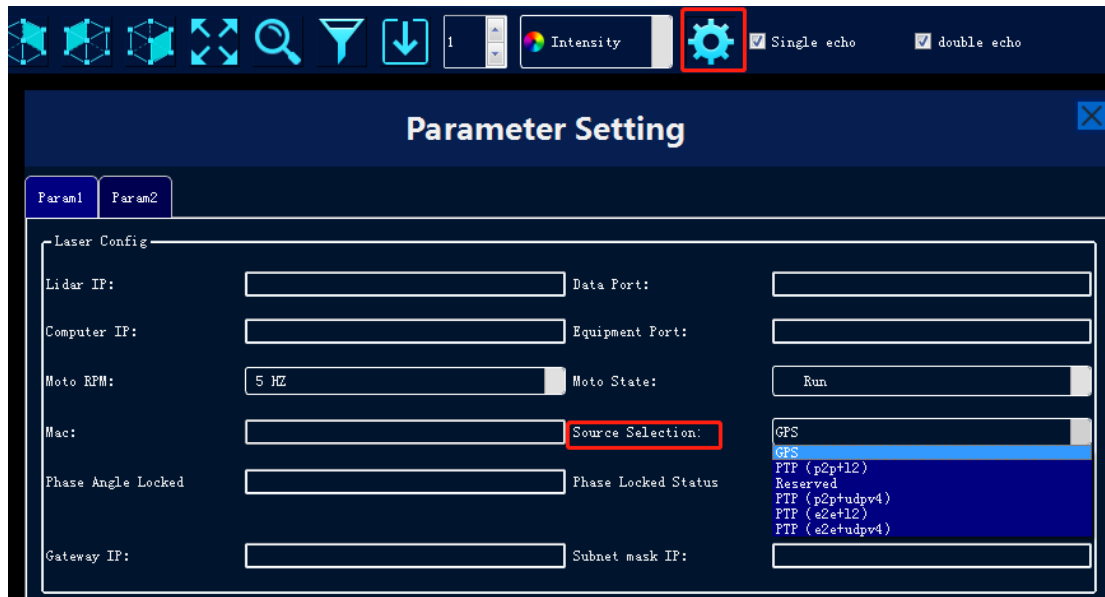 1 Intensity Single echo double echo
Parameter Setting
Param1 Param2
Laser Config
Lidar IP: Data Port:
Computer IP: Equipment Port:
Moto RPM: 5 HZ Moto State: Run
Mac: Source Selection: GPS
GPS
PTP (p2p+l2)
Phase Angle Locked Phase Locked Status Reserved
PTP (p2p+udpv4)
PTP (e2e+l2)
PTP (e2e+udpv4)
Gateway IP: Subnet mask IP: